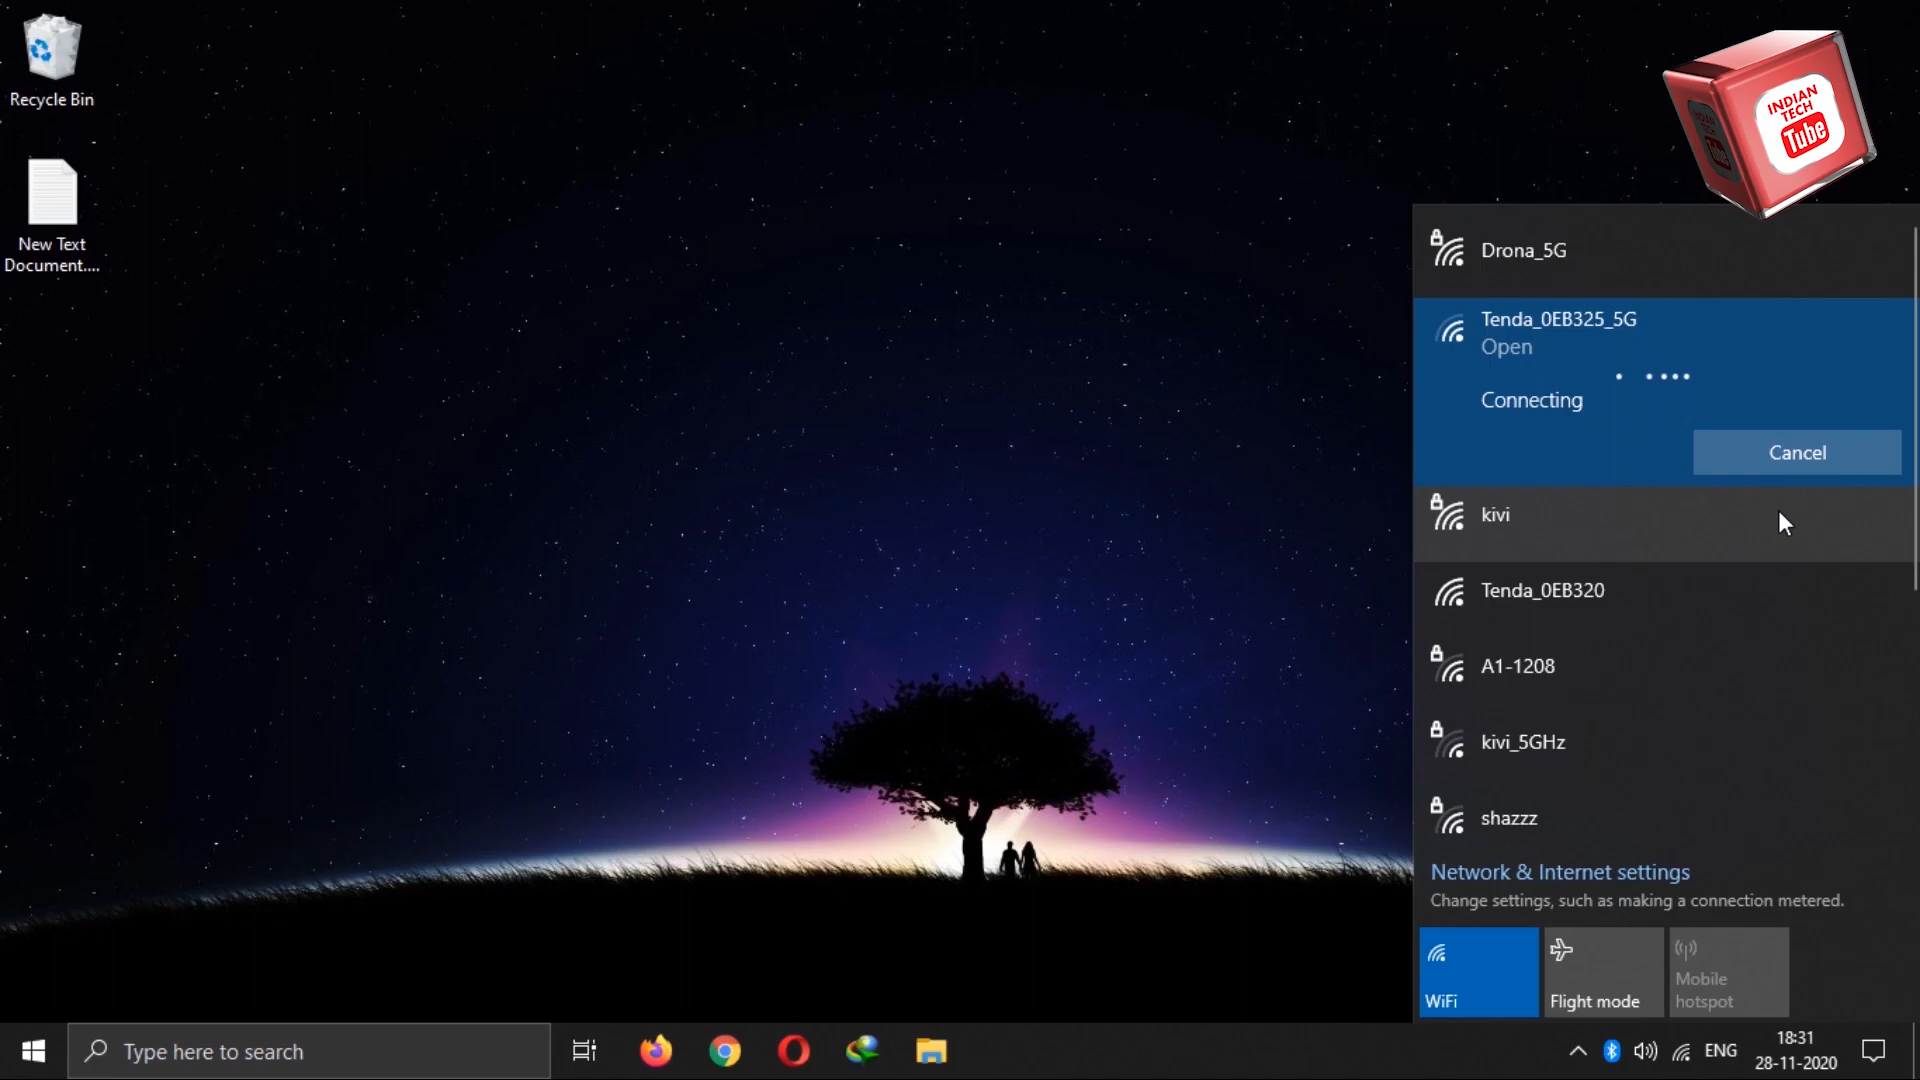 Recycle Bin
New Text
Document....
INDIAN
TECH
Tube
Drona_5G
Tenda_0EB325_5G
Open
Connecting
Cancel
kivi
Tenda_0EB320
A1-1208
kivi_5GHz
shazzz
Network & Internet settings
Change settings, such as making a connection metered.
WiFi
Flight mode
Mobile
hotspot
Type here to search
ENG
18:31
28-11-2020